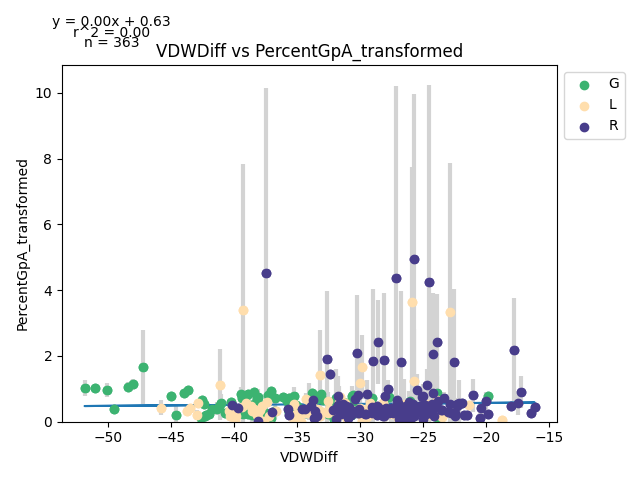 y = 0.00x + 0.63
r^2 = 0.00
n = 363
VDWDiff vs PercentGpA_transformed
G
L
R
10
8
6
4
2
0
PercentGpA_transformed
−50
−45
−40
−35
−30
−25
−20
−15
VDWDiff